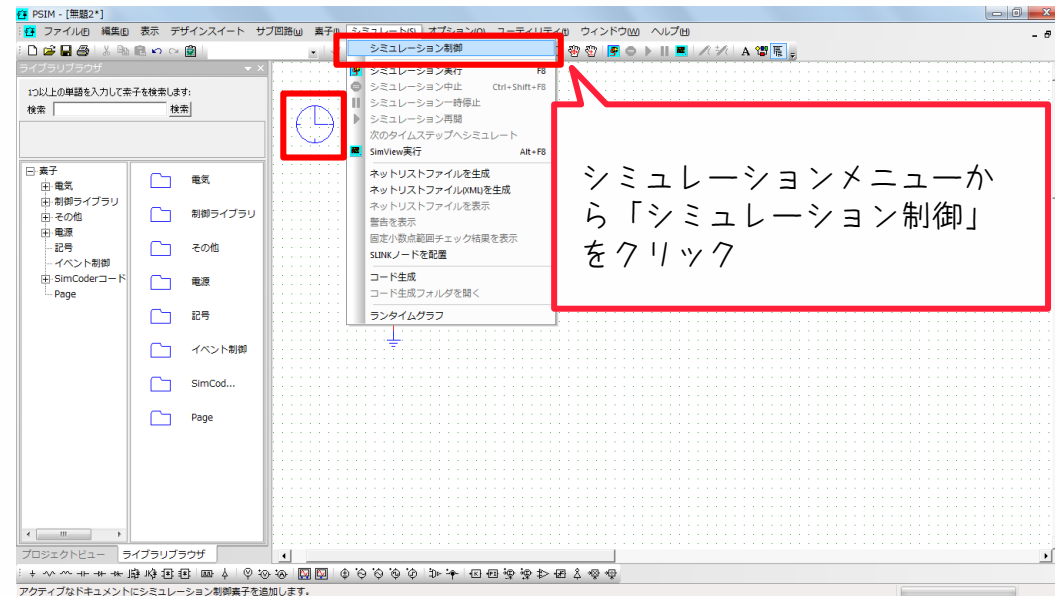 PSIM - [無題2*]
ファイル(F) 編集(E) 表示 デザインスイート サブ回路(u) 素子(l) シミュレート(S) オプション(O) ユーティリティ(t) ウィンドウ(W) ヘルプ(H)
ライブラリブラウザ
1つ以上の単語を入力して素子を検索します:
検索 検索
素子
電気
制御ライブラリ
その他
電源
記号
イベント制御
SimCoderコード
Page
電気
制御ライブラリ
その他
電源
記号
イベント制御
SimCod...
Page
シミュレーション制御
シミュレーション実行 F8
シミュレーション中止 Ctrl+Shift+F8
シミュレーション一時停止
シミュレーション再開
次のタイムステップへシミュレート
SimView実行 Alt+F8
ネットリストファイルを生成
ネットリストファイル(XML)を生成
ネットリストファイルを表示
警告を表示
固定小数点範囲チェック結果を表示
SLINKノードを配置
コード生成
コード生成フォルダを開く
ランタイムグラフ
シミュレーションメニューか
ら「シミュレーション制御」
をクリック
プロジェクトビュー ライブラリブラウザ
アクティブなドキュメントにシミュレーション制御素子を追加します。